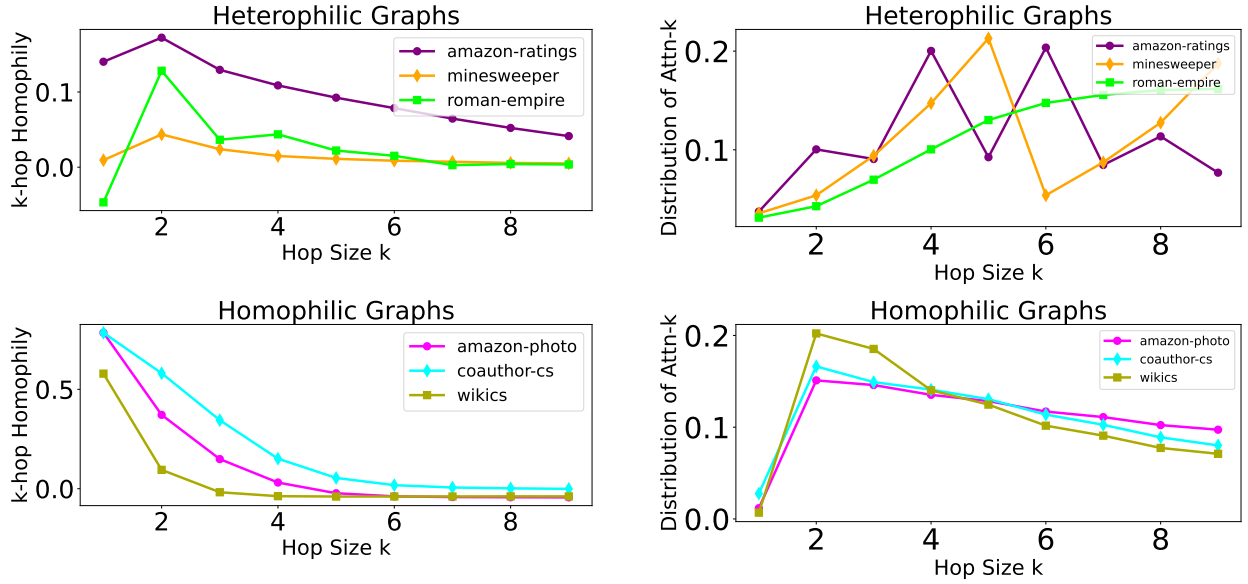 Heterophilic Graphs
k-hop Homophily
0.1
0.0
amazon-ratings
minesweeper
roman-empire
2 4 6 8
Hop Size k
Heterophilic Graphs
Distribution of Attn-k
0.2
0.1
amazon-ratings
minesweeper
roman-empire
2 4 6 8
Hop Size k
Homophilic Graphs
k-hop Homophily
0.5
0.0
amazon-photo
coauthor-cs
wikics
2 4 6 8
Hop Size k
Homophilic Graphs
Distribution of Attn-k
0.2
0.1
0.0
amazon-photo
coauthor-cs
wikics
2 4 6 8
Hop Size k